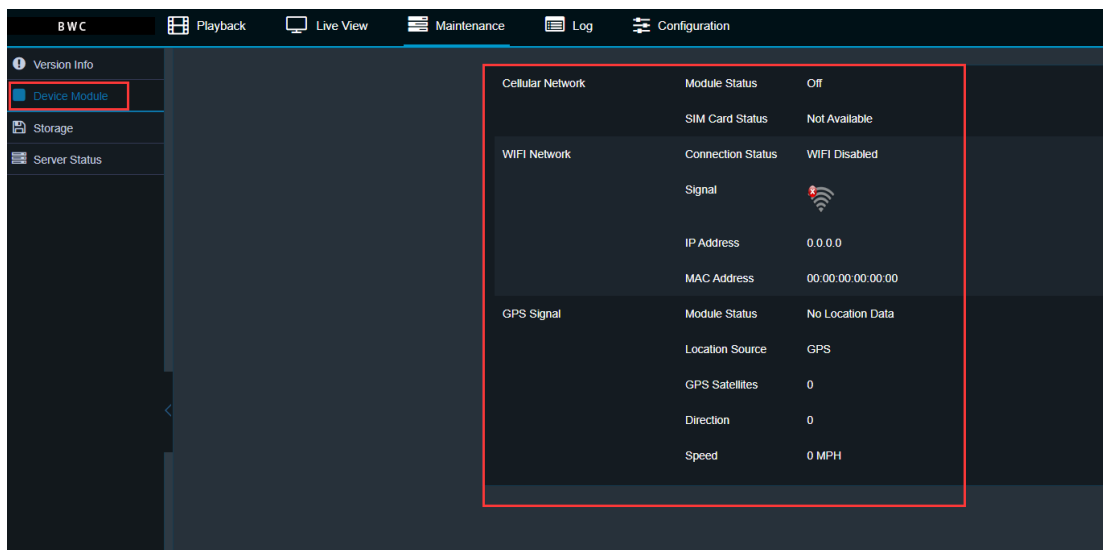 BWC Playback Live View Maintenance Log Configuration
Version Info
Device Module
Storage
Server Status
Cellular Network Module Status Off
SIM Card Status Not Available
WIFI Network Connection Status WIFI Disabled
Signal
IP Address 0.0.0.0
MAC Address 00:00:00:00:00:00
GPS Signal Module Status No Location Data
Location Source GPS
GPS Satellites 0
Direction 0
Speed 0 MPH